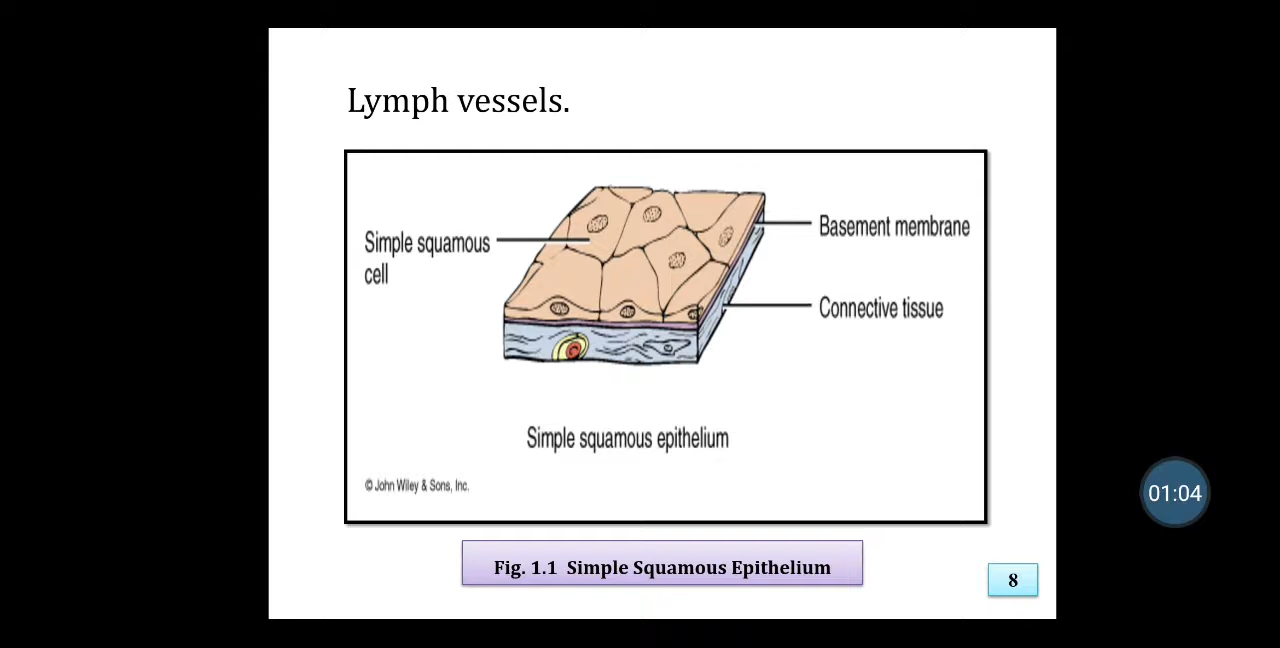 Lymph vessels.
Simple squamous
cell
Basement membrane
Connective tissue
Simple squamous epithelium
© John Wiley & Sons, Inc.
01:04
Fig. 1.1 Simple Squamous Epithelium
8